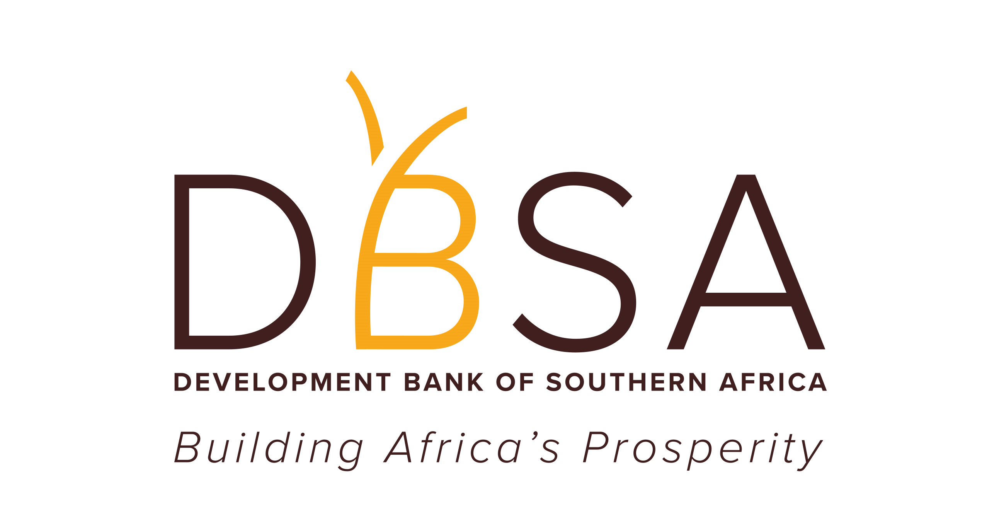 DBSA
DEVELOPMENT BANK OF SOUTHERN AFRICA
Building Africa’s Prosperity